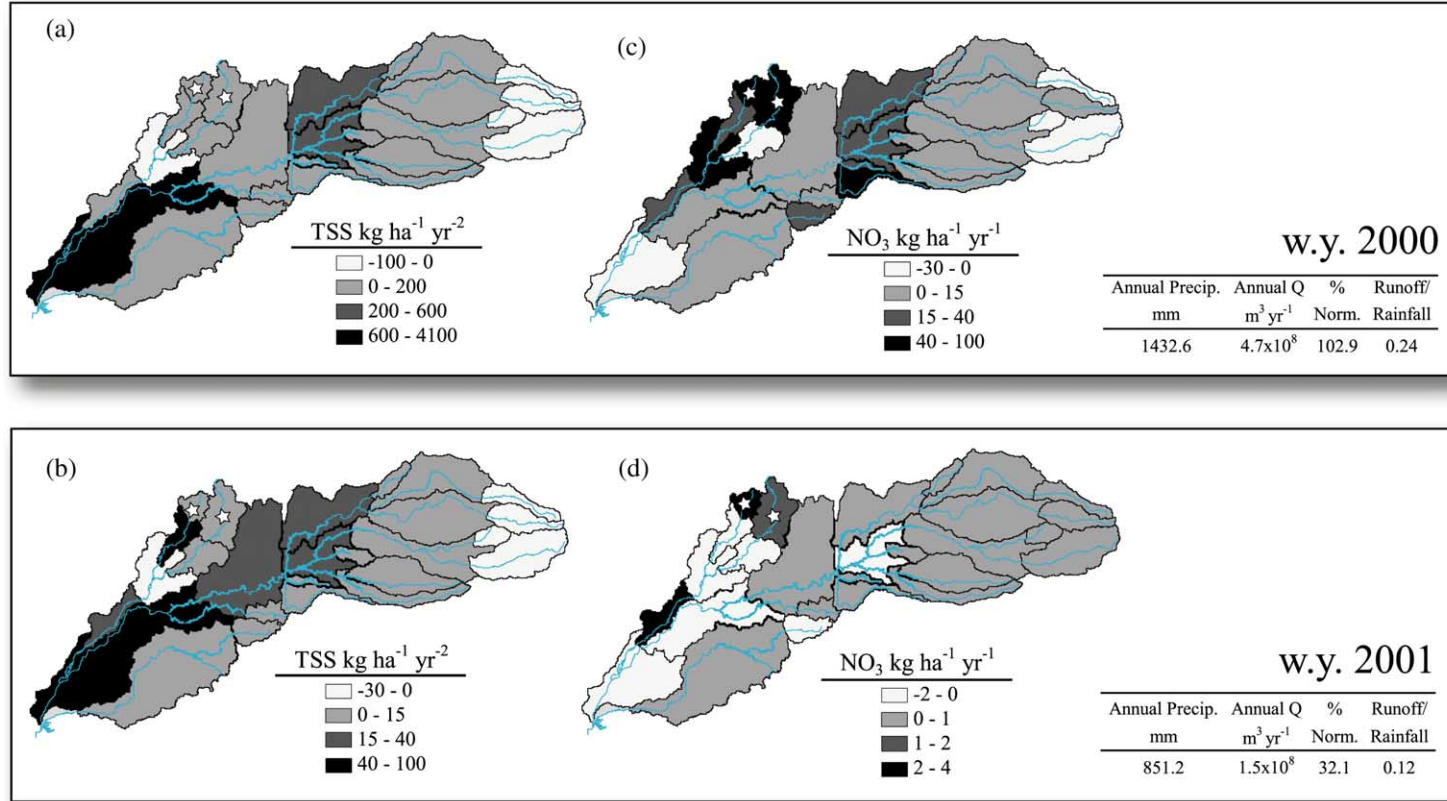 (a)
(c)
TSS kg ha⁻¹ yr⁻²
-100 - 0
0 - 200
200 - 600
600 - 4100
NO₃ kg ha⁻¹ yr⁻¹
-30 - 0
0 - 15
15 - 40
40 - 100
w.y. 2000
Annual Precip. Annual Q % Runoff/
mm m³ yr⁻¹ Norm. Rainfall
1432.6 4.7x10⁸ 102.9 0.24
(b)
(d)
TSS kg ha⁻¹ yr⁻²
-30 - 0
0 - 15
15 - 40
40 - 100
NO₃ kg ha⁻¹ yr⁻¹
-2 - 0
0 - 1
1 - 2
2 - 4
w.y. 2001
Annual Precip. Annual Q % Runoff/
mm m³ yr⁻¹ Norm. Rainfall
851.2 1.5x10⁸ 32.1 0.12